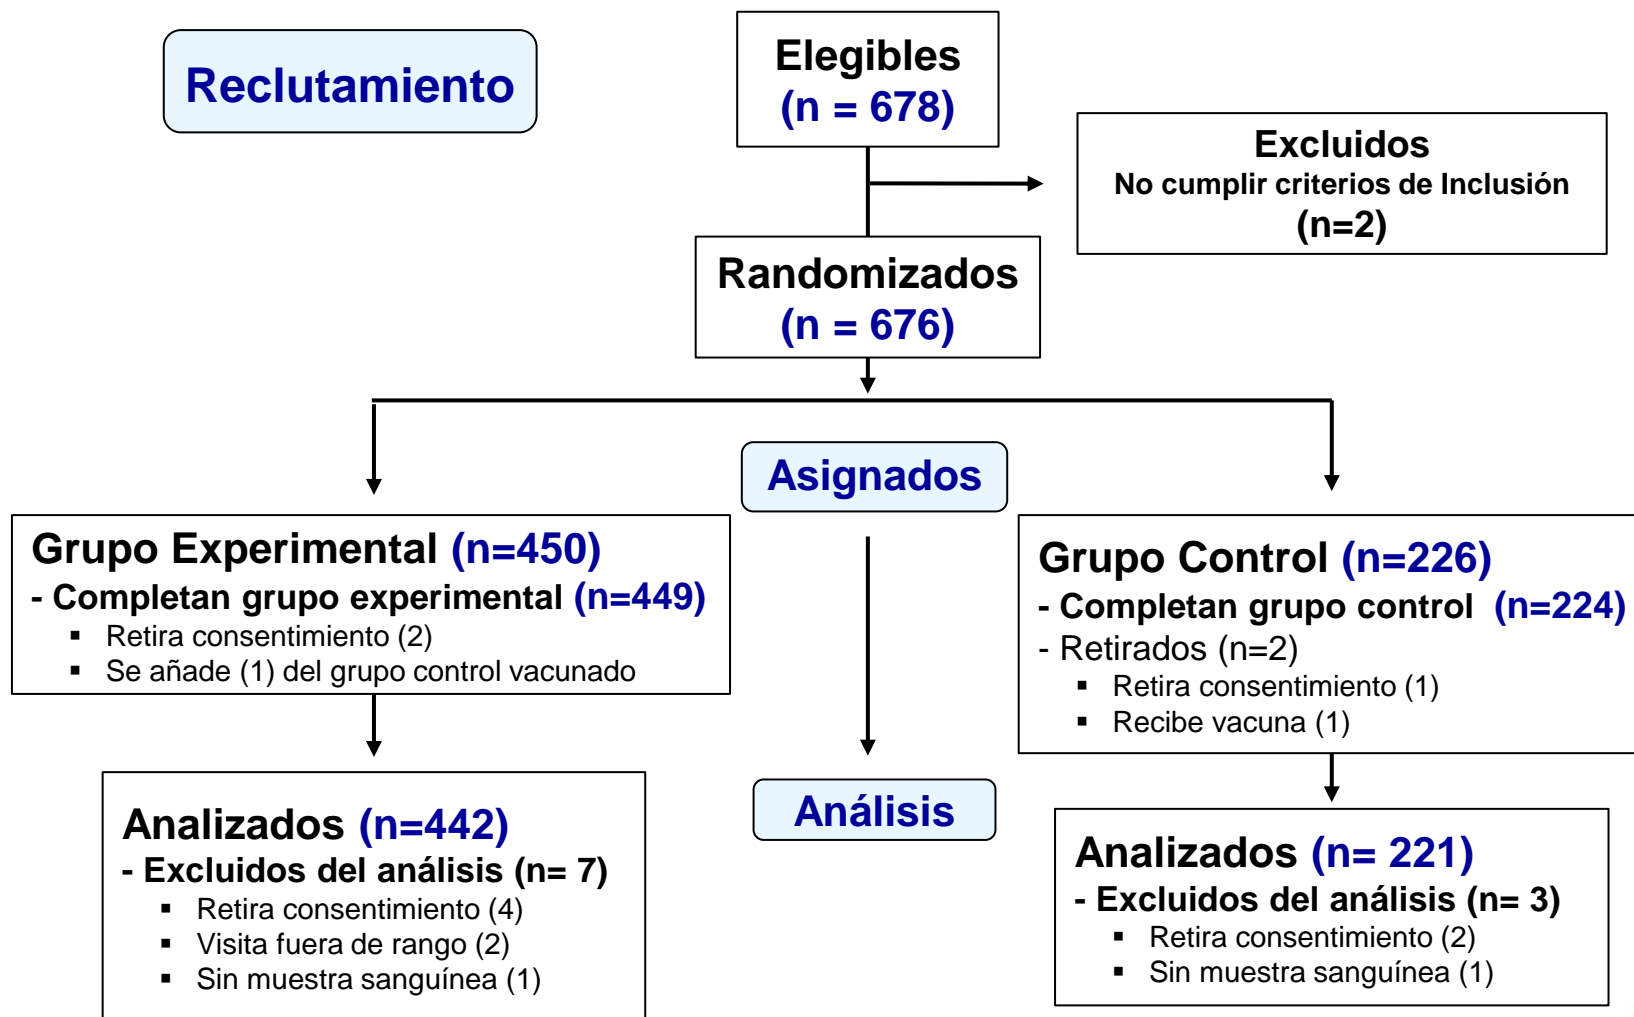 Reclutamiento
Elegibles
(n = 678)
Excluidos
No cumplir criterios de Inclusión
(n=2)
Randomizados
(n = 676)
Asignados
Grupo Experimental (n=450)
- Completan grupo experimental (n=449)
▪ Retira consentimiento (2)
▪ Se añade (1) del grupo control vacunado
Grupo Control (n=226)
- Completan grupo control (n=224)
- Retirados (n=2)
▪ Retira consentimiento (1)
▪ Recibe vacuna (1)
Análisis
Analizados (n=442)
- Excluidos del análisis (n= 7)
▪ Retira consentimiento (4)
▪ Visita fuera de rango (2)
▪ Sin muestra sanguínea (1)
Analizados (n= 221)
- Excluidos del análisis (n= 3)
▪ Retira consentimiento (2)
▪ Sin muestra sanguínea (1)